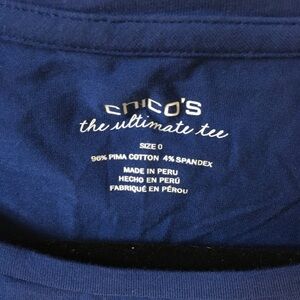 chico's
the ultimate tee
SIZE 0
96% PIMA COTTON 4% SPANDEX
MADE IN PERU
HECHO EN PERÚ
FABRIQUÉ EN PÉROU